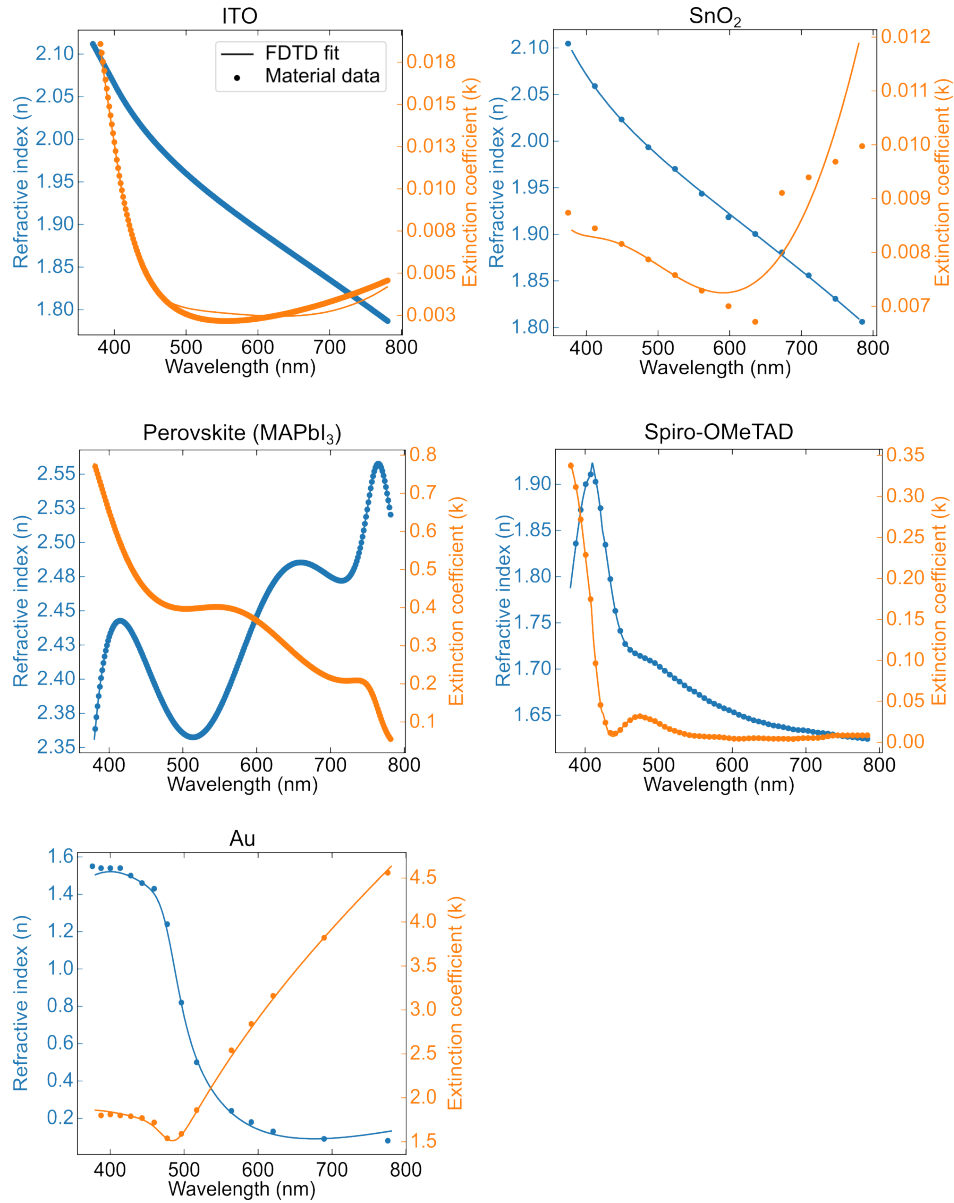 ITO
FDTD fit
Material data
2.10
2.05
2.00
1.95
1.90
1.85
1.80
Refractive index (n)
0.018
0.015
0.013
0.010
0.008
0.005
0.003
Extinction coefficient (k)
400 500 600 700 800
Wavelength (nm)
SnO₂
2.10
2.05
2.00
1.95
1.90
1.85
1.80
Refractive index (n)
0.012
0.011
0.010
0.009
0.008
0.007
Extinction coefficient (k)
400 500 600 700 800
Wavelength (nm)
Perovskite (MAPbI₃)
2.55
2.53
2.50
2.48
2.45
2.43
2.40
2.38
2.35
Refractive index (n)
0.8
0.7
0.6
0.5
0.4
0.3
0.2
0.1
Extinction coefficient (k)
400 500 600 700 800
Wavelength (nm)
Spiro-OMeTAD
1.90
1.85
1.80
1.75
1.70
1.65
Refractive index (n)
0.35
0.30
0.25
0.20
0.15
0.10
0.05
0.00
Extinction coefficient (k)
400 500 600 700 800
Wavelength (nm)
Au
1.6
1.4
1.2
1.0
0.8
0.6
0.4
0.2
Refractive index (n)
4.5
4.0
3.5
3.0
2.5
2.0
1.5
Extinction coefficient (k)
400 500 600 700 800
Wavelength (nm)